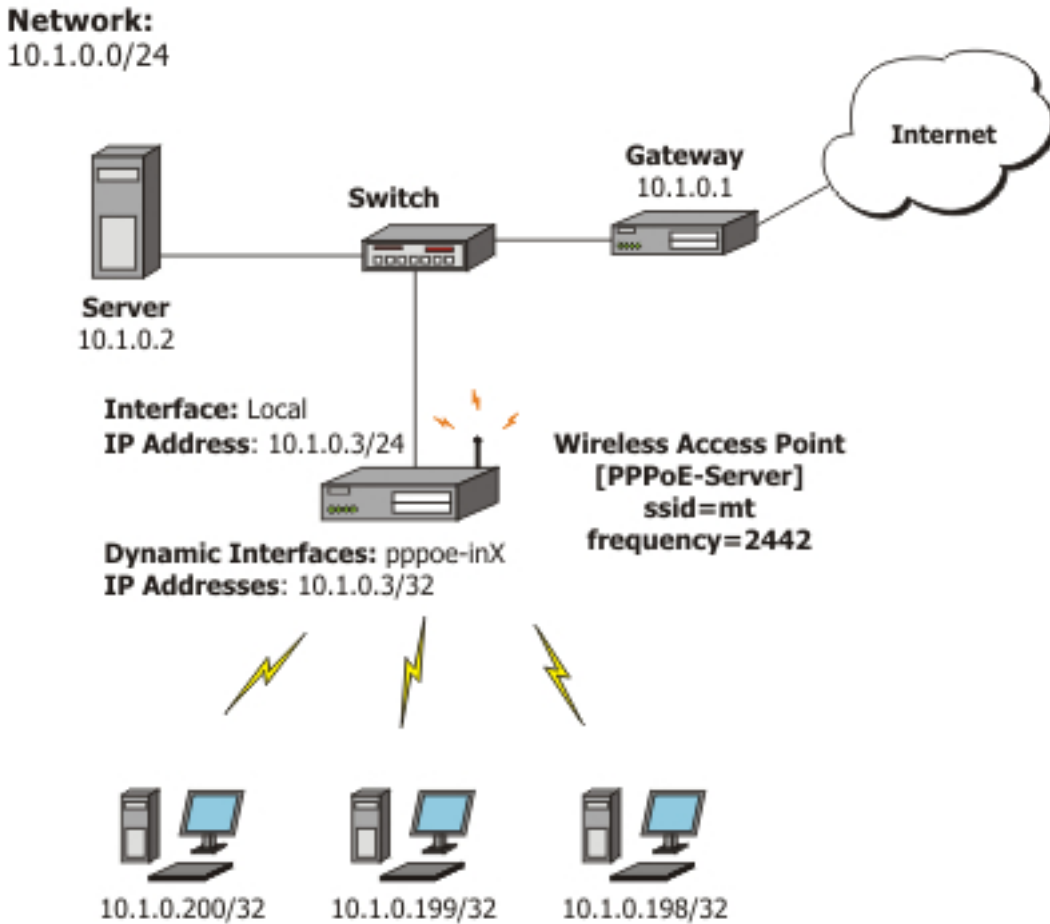 Network:
10.1.0.0/24
Internet
Gateway
10.1.0.1
Switch
Server
10.1.0.2
Interface: Local
IP Address: 10.1.0.3/24
Wireless Access Point
[PPPoE-Server]
ssid=mt
frequency=2442
Dynamic Interfaces: pppoe-inX
IP Addresses: 10.1.0.3/32
10.1.0.200/32
10.1.0.199/32
10.1.0.198/32